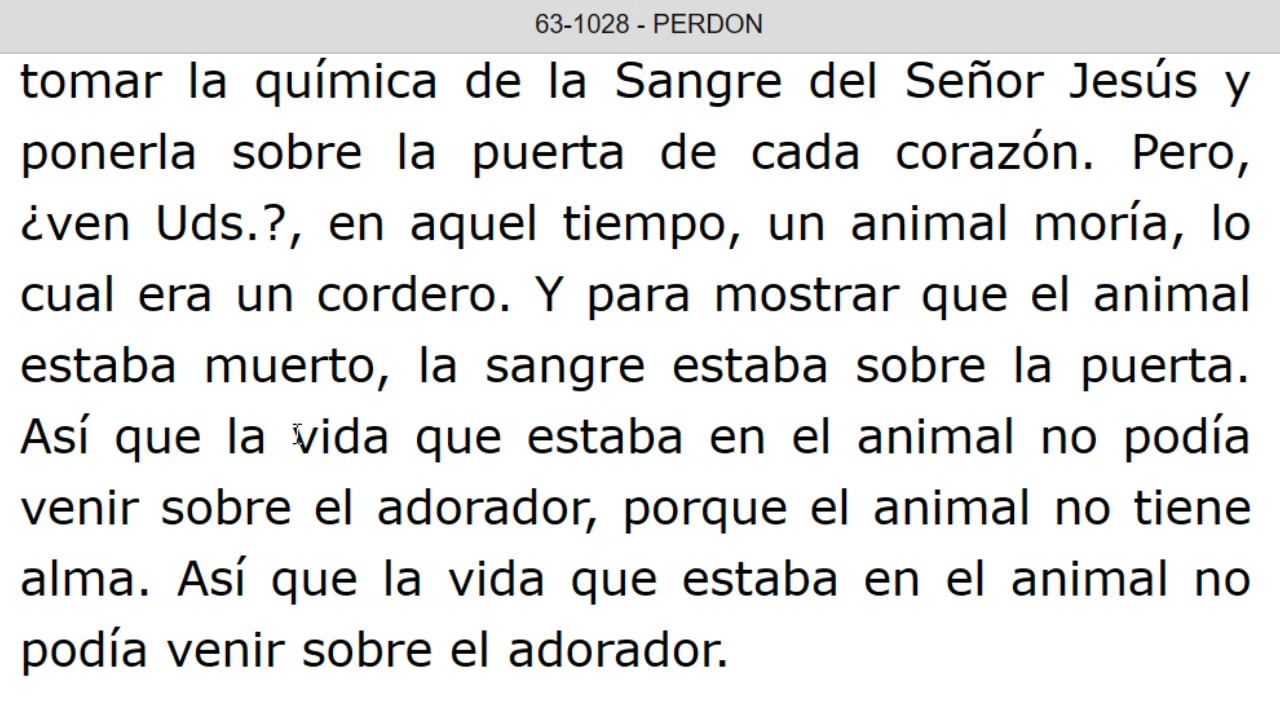 63-1028 - PERDON
tomar la química de la Sangre del Señor Jesús y
ponerla sobre la puerta de cada corazón. Pero,
¿ven Uds.?, en aquel tiempo, un animal moría, lo
cual era un cordero. Y para mostrar que el animal
estaba muerto, la sangre estaba sobre la puerta.
Así que la vida que estaba en el animal no podía
venir sobre el adorador, porque el animal no tiene
alma. Así que la vida que estaba en el animal no
podía venir sobre el adorador.